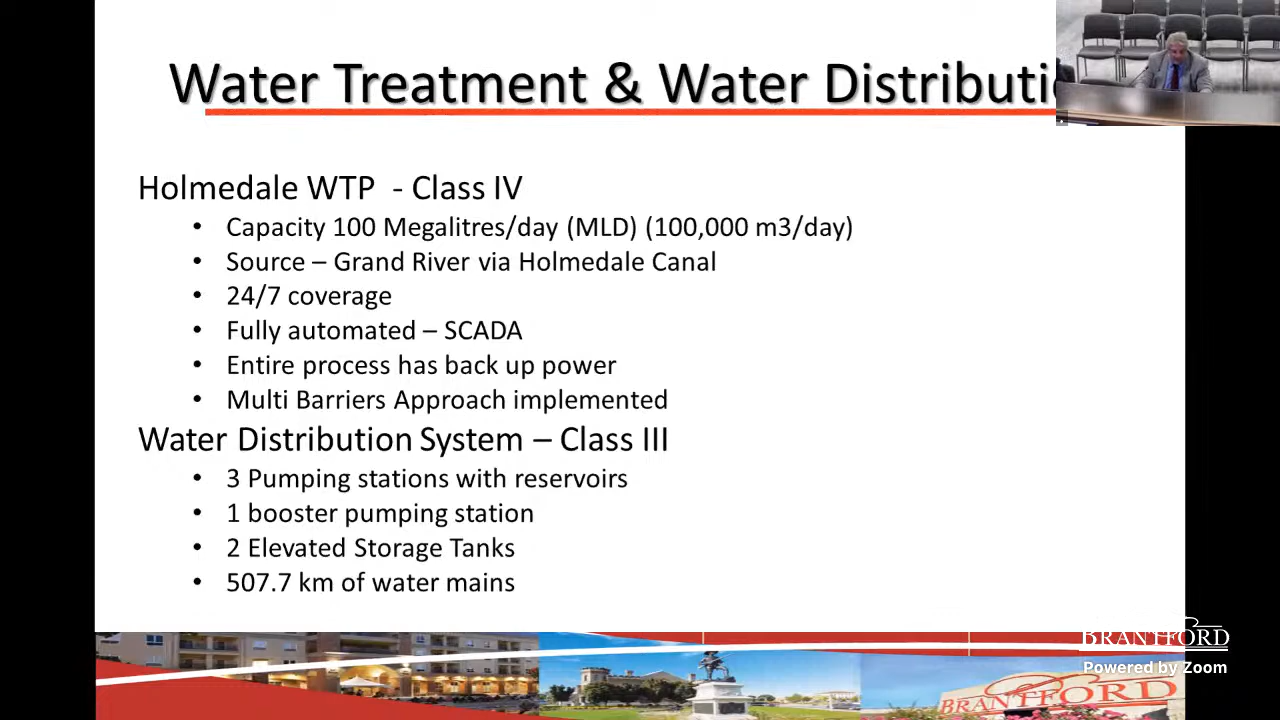 Water Treatment & Water Distributi
Holmedale WTP - Class IV
• Capacity 100 Megalitres/day (MLD) (100,000 m3/day)
• Source – Grand River via Holmedale Canal
• 24/7 coverage
• Fully automated – SCADA
• Entire process has back up power
• Multi Barriers Approach implemented
Water Distribution System – Class III
• 3 Pumping stations with reservoirs
• 1 booster pumping station
• 2 Elevated Storage Tanks
• 507.7 km of water mains
BRANTFORD
Powered by Zoom
BRANTFORD